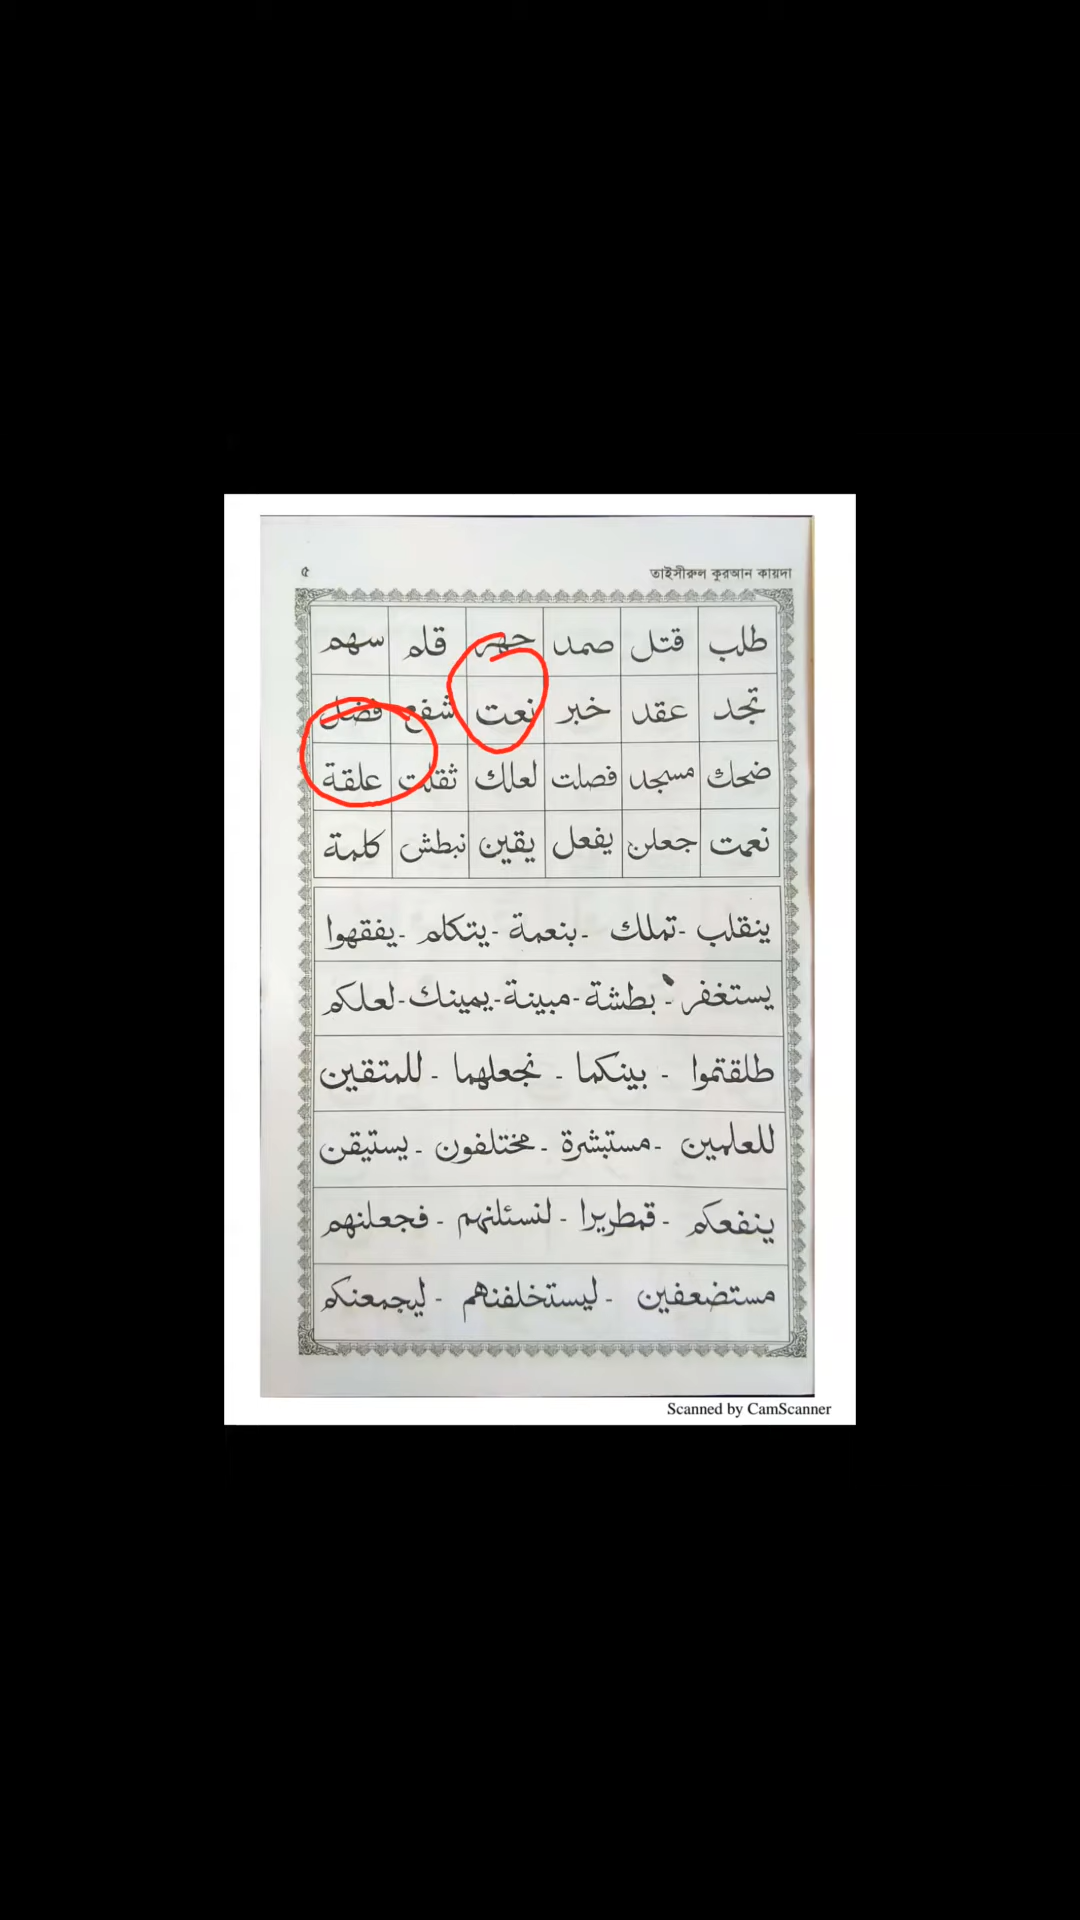 তাইসীরুল কুরআন কায়দা ৫
طلب قتل صمد جهر قلم سهم
تجد عقد خبر نعت شفع فضل
ضحك مسجد فصلت لعلك ثقلت علقة
نعمت جعلن يفعل يقين نبطش كلمة
ينقلب - تملك - بنعمة - يتكلم - يفقهوا
يستغفر - بطشة - مبينة - يمينك - لعلكم
طلقتموا - بينكما - نجعلهما - للمتقين
للعلمين - مستبشرة - مختلفون - يستيقن
ينفعكم - قمطريرا - لنسئلنهم - فجعلنهم
مستضعفين - ليستخلفنهم - ليجمعنكم
Scanned by CamScanner